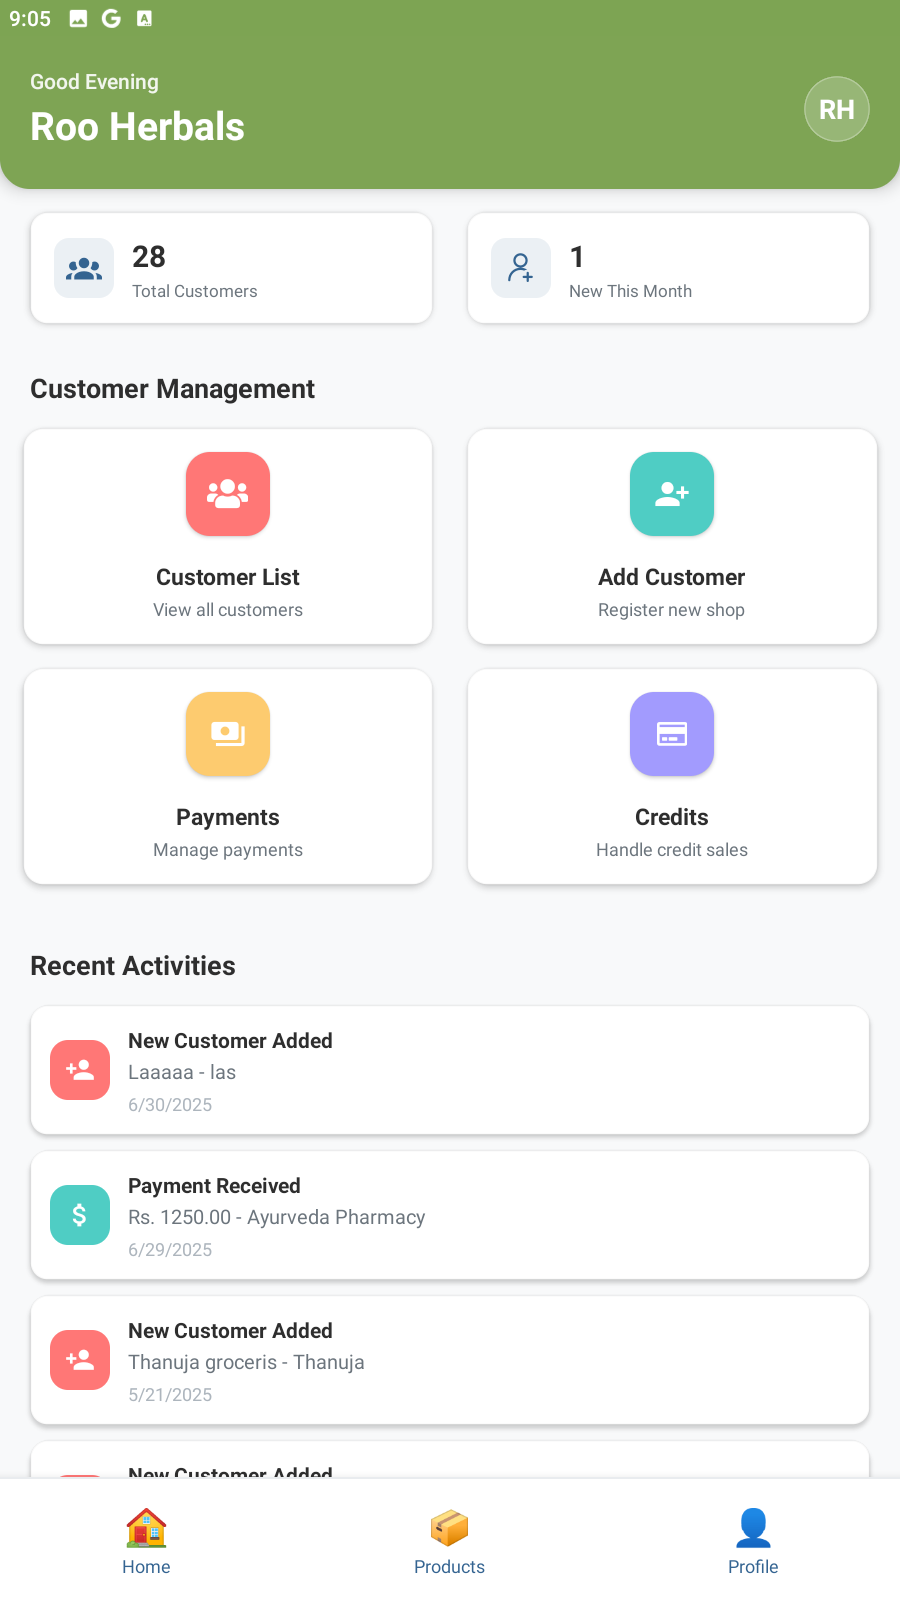 9:05
Good Evening
Roo Herbals
RH
28
Total Customers
1
New This Month
Customer Management
Customer List
View all customers
Add Customer
Register new shop
Payments
Manage payments
Credits
Handle credit sales
Recent Activities
New Customer Added
Laaaaa - las
6/30/2025
Payment Received
Rs. 1250.00 - Ayurveda Pharmacy
6/29/2025
New Customer Added
Thanuja groceris - Thanuja
5/21/2025
New Customer Added
Home
Products
Profile